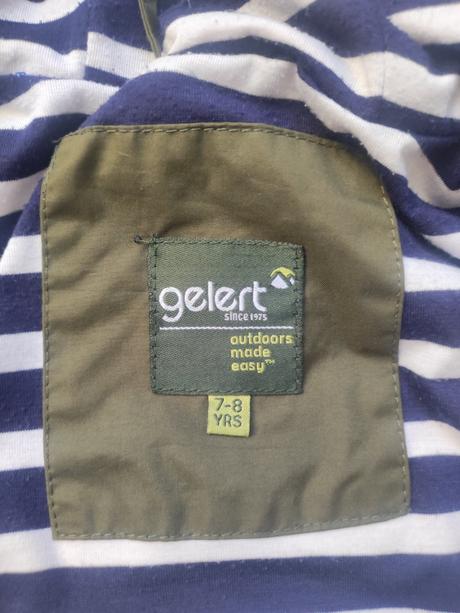 gelert
since 1975
outdoors
made
easy™
7-8
YRS